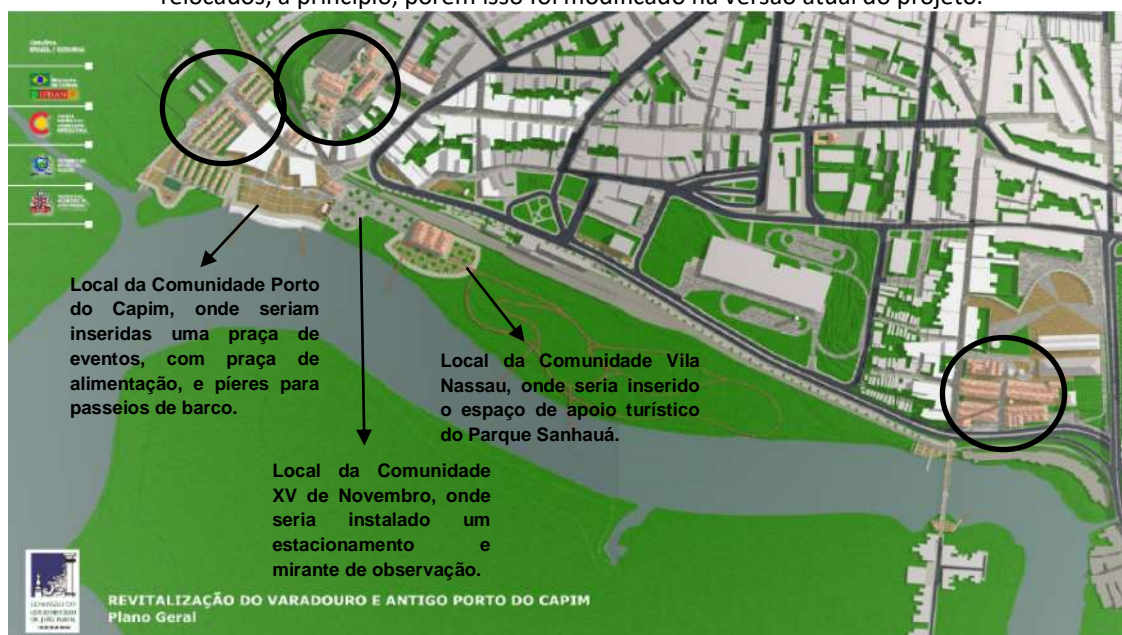 relocados, a princípio, porém isso foi modificado na versão atual do projeto.
Local da Comunidade Porto
do Capim, onde seriam
inseridas uma praça de
eventos, com praça de
alimentação, e píeres para
passeios de barco.
Local da Comunidade Vila
Nassau, onde seria inserido
o espaço de apoio turístico
do Parque Sanhauá.
Local da Comunidade
XV de Novembro, onde
seria instalado um
estacionamento e
mirante de observação.
REVITALIZAÇÃO DO VARADOURO E ANTIGO PORTO DO CAPIM
Plano Geral